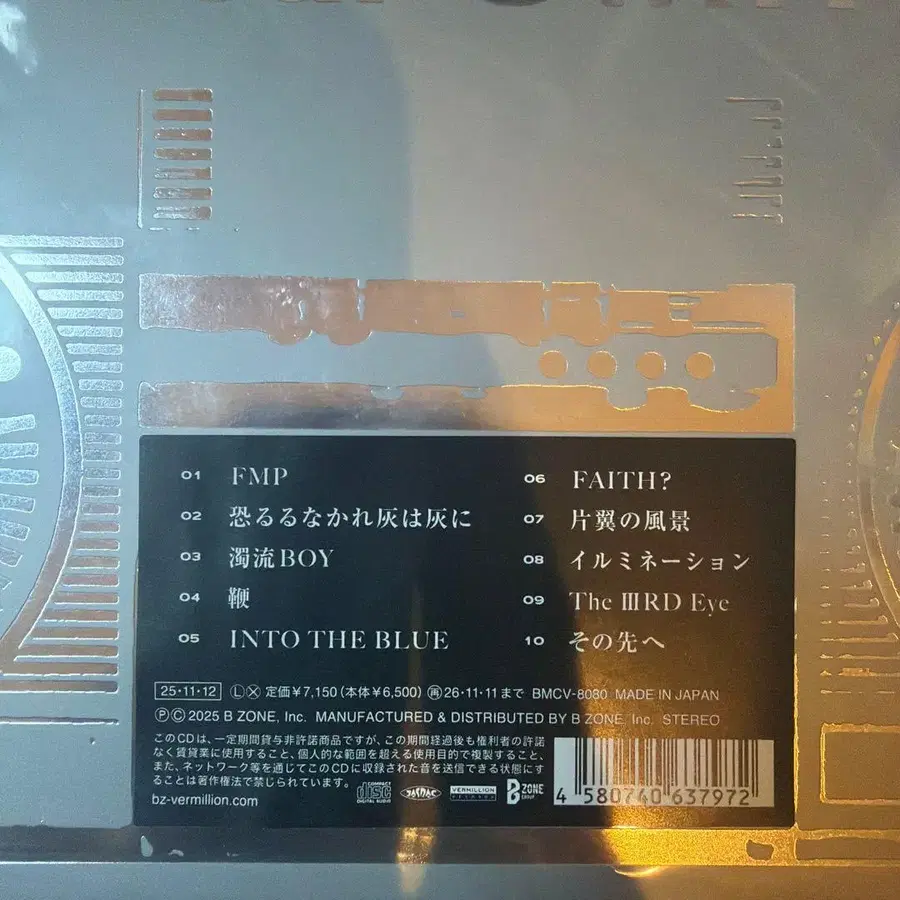 01 FMP
02 恐るるなかれ灰は灰に
03 濁流BOY
04 鞭
05 INTO THE BLUE
06 FAITH?
07 片翼の風景
08 イルミネーション
09 The ⅢRD Eye
10 その先へ
25・11・12 Ⓛ 定価¥7,150(本体¥6,500) 再 26・11・11まで BMCV-8080 MADE IN JAPAN
ⓅⒸ 2025 B ZONE, Inc. MANUFACTURED & DISTRIBUTED BY B ZONE, Inc. STEREO
このCDは、一定期間貸与非許諾商品ですが、この期間経過後も権利者の許諾
なく賃貸業に使用すること、個人的な範囲を超える使用目的で複製すること、
また、ネットワーク等を通じてこのCDに収録された音を送信できる状態にす
ることは著作権法で禁じられています。
bz-vermillion.com
COMPACT disc DIGITAL AUDIO
JASRAC
VERMILLION RECORDS
B ZONE GROUP
4 580740 637972